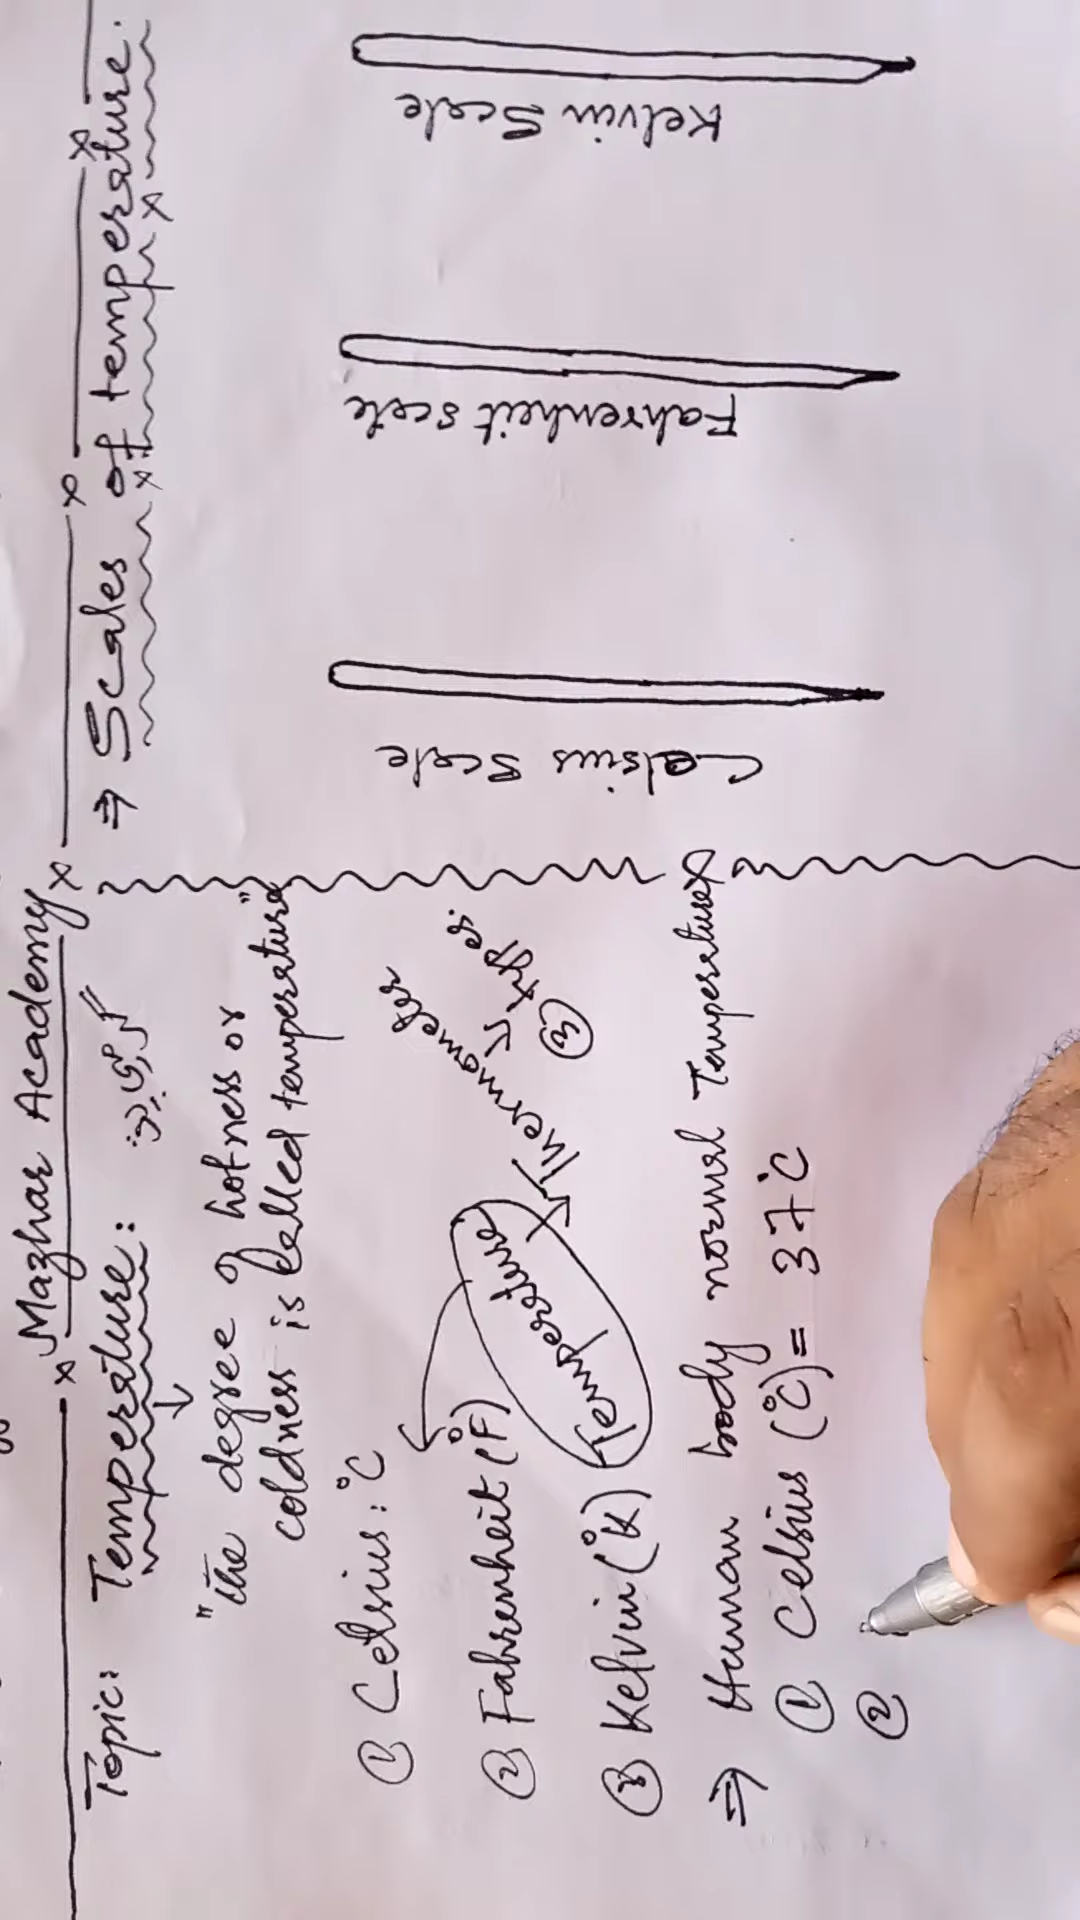 Mazhar Academy
Topic: Temperature:
"The degree of hotness or
coldness is called temperature"
① Celsius: °C
② Fahrenheit (°F)
③ Kelvin (°K)
Temperature
Thermometer
③ types:
⇒ Human body normal Temperature
① Celsius (°C) = 37°C
②
⇒ Scales of temperature:
Celsius Scale
Fahrenheit scale
Kelvin Scale